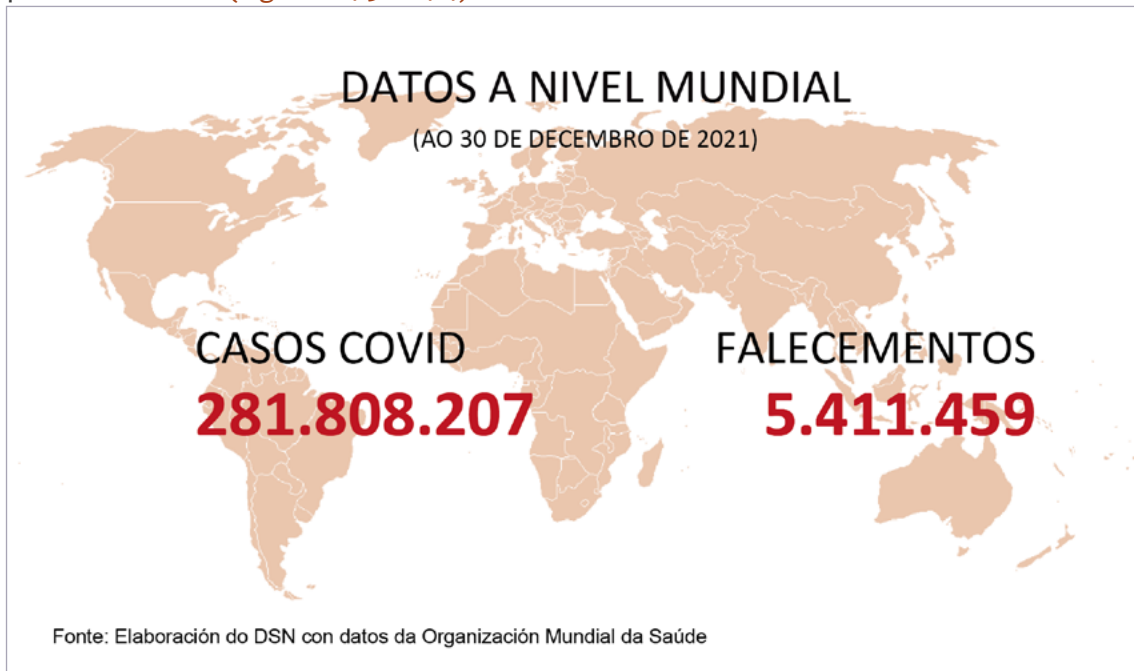 DATOS A NIVEL MUNDIAL
(AO 30 DE DECEMBRO DE 2021)
CASOS COVID
281.808.207
FALECEMENTOS
5.411.459
Fonte: Elaboración do DSN con datos da Organización Mundial da Saúde